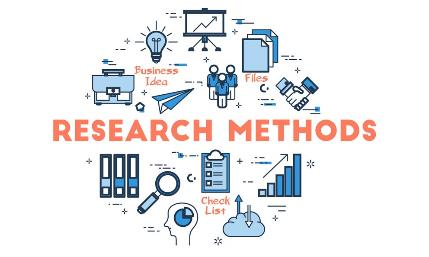 Business
Idea
Files
RESEARCH METHODS
Check
List